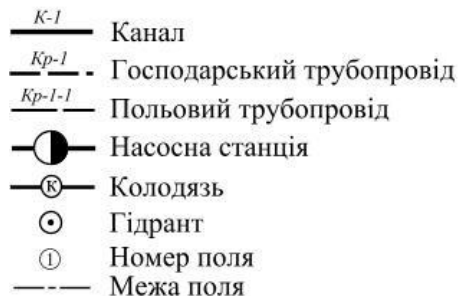 К-1 Канал
Кр-1 Господарський трубопровід
Кр-1-1 Польовий трубопровід
Насосна станція
К Колодязь
Гідрант
1 Номер поля
Межа поля